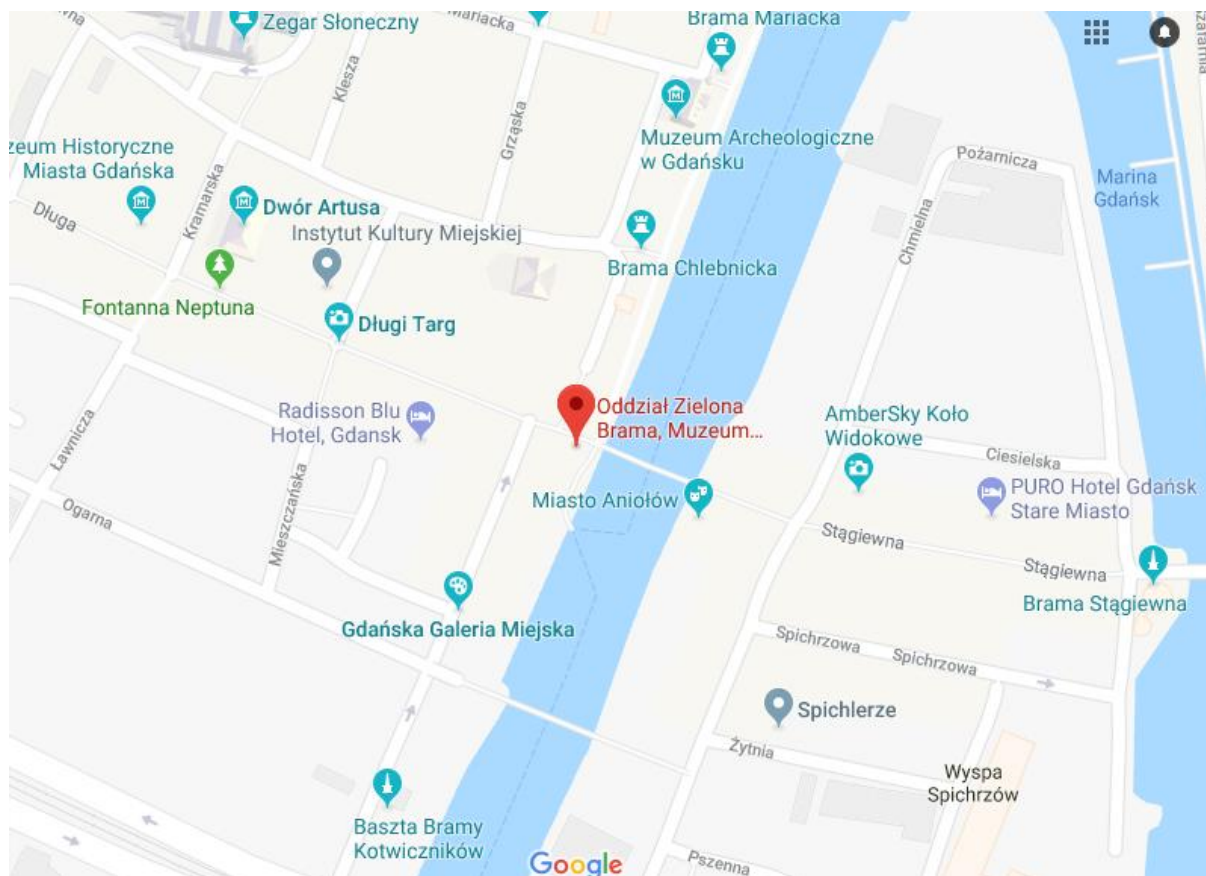 Zegar Słoneczny
Mariacka
Brama Mariacka
Klesza
Grząska
Muzeum Archeologiczne
w Gdańsku
zeum Historyczne
Miasta Gdańska
Pożarnicza
Marina
Gdańsk
Kramarska
Długa
Dwór Artusa
Instytut Kultury Miejskiej
Chmielna
Brama Chlebnicka
Fontanna Neptuna
Długi Targ
Radisson Blu
Hotel, Gdansk
Oddział Zielona
Brama, Muzeum...
AmberSky Koło
Widokowe
Ławnicza
Ciesielska
Mieszczańska
Miasto Aniołów
PURO Hotel Gdańsk
Stare Miasto
Ogarna
Stągiewna
Stągiewna
Brama Stągiewna
Gdańska Galeria Miejska
Spichrzowa
Spichrzowa
Spichlerze
Żytnia
Wyspa
Spichrzów
Baszta Bramy
Kotwiczników
Google
Pszenna